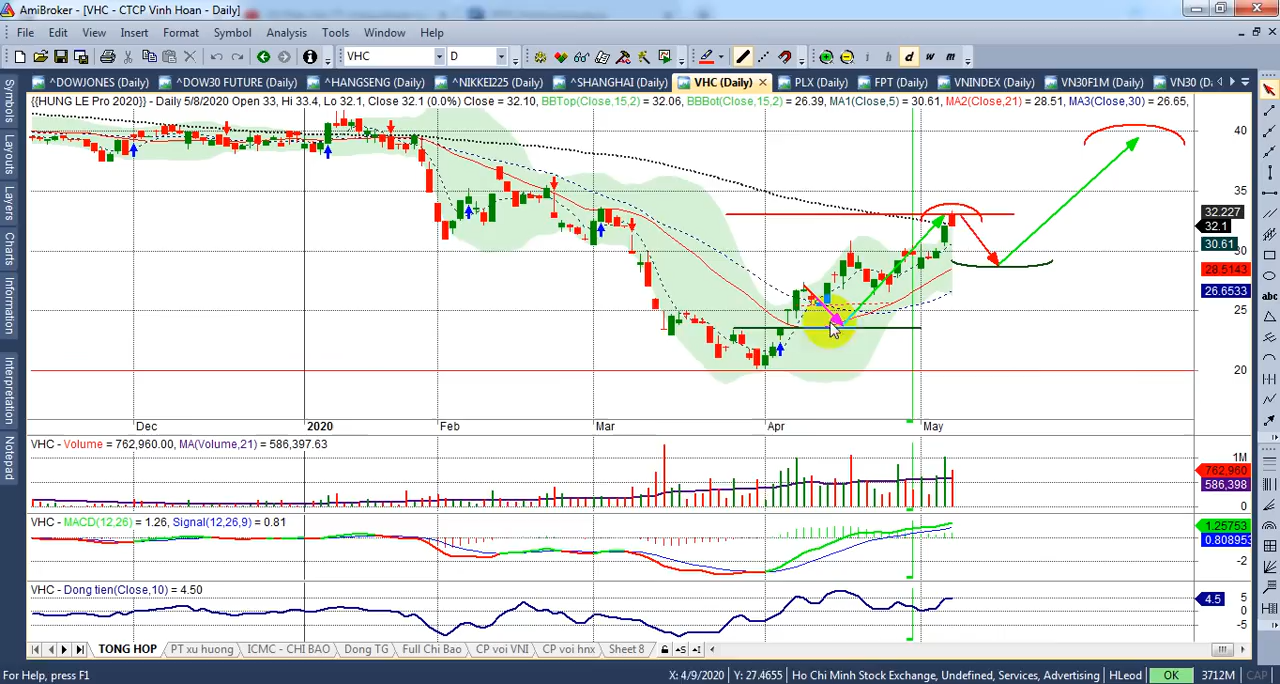 AmiBroker - [VHC - CTCP Vinh Hoan - Daily]
File Edit View Insert Format Symbol Analysis Tools Window Help
VHC D i d w m
^DOWJONES (Daily) ^DOW30 FUTURE (Daily) ^HANGSENG (Daily) ^NIKKEI225 (Daily) ^SHANGHAI (Daily) VHC (Daily) PLX (Daily) FPT (Daily) VNINDEX (Daily) VN30F1M (Daily) VN30 (D
{{HUNG LE Pro 2020}} - Daily 5/8/2020 Open 33, Hi 33.4, Lo 32.1, Close 32.1 (0.0%) Close = 32.10, BBTop(Close,15,2) = 32.06, BBBot(Close,15,2) = 26.39, MA1(Close,5) = 30.61, MA2(Close,21) = 28.51, MA3(Close,30) = 26.65,
Symbols
Layouts
Layers
Charts
Information
Interpretation
Notepad
abc
40
35
32.227
32.1
30.61
30
28.5143
26.6533
25
20
Dec 2020 Feb Mar Apr May
VHC - Volume = 762,960.00, MA(Volume,21) = 586,397.63
1M
762,960
586,398
VHC - MACD(12,26) = 1.26, Signal(12,26,9) = 0.81
1.25753
0.808953
-2
VHC - Dong tien(Close,10) = 4.50
5
4.5
0
-5
TONG HOP PT xu huong ICMC - CHI BAO Dong TG Full Chi Bao CP voi VNI CP voi hnx Sheet 8
For Help, press F1 X: 4/9/2020 Y: 27.4655 Ho Chi Minh Stock Exchange, Undefined, Services, Advertising HLeod OK 3712M CAP